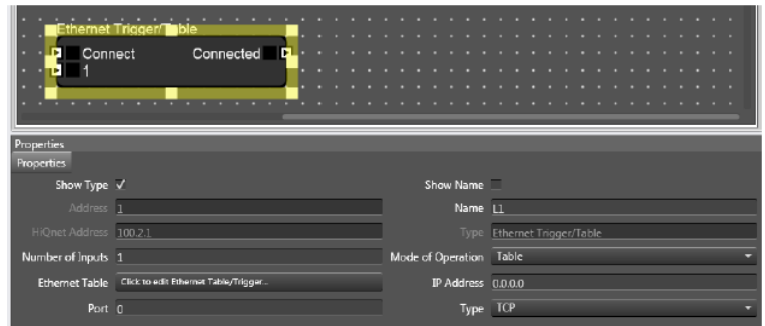 Ethernet Trigger/Table
Connect Connected
1
Properties
Properties
Show Type Show Name
Address 1 Name L1
HiQnet Address 100.2.1 Type Ethernet Trigger/Table
Number of Inputs 1 Mode of Operation Table
Ethernet Table Click to edit Ethernet Table/Trigger... IP Address 0.0.0.0
Port 0 Type TCP